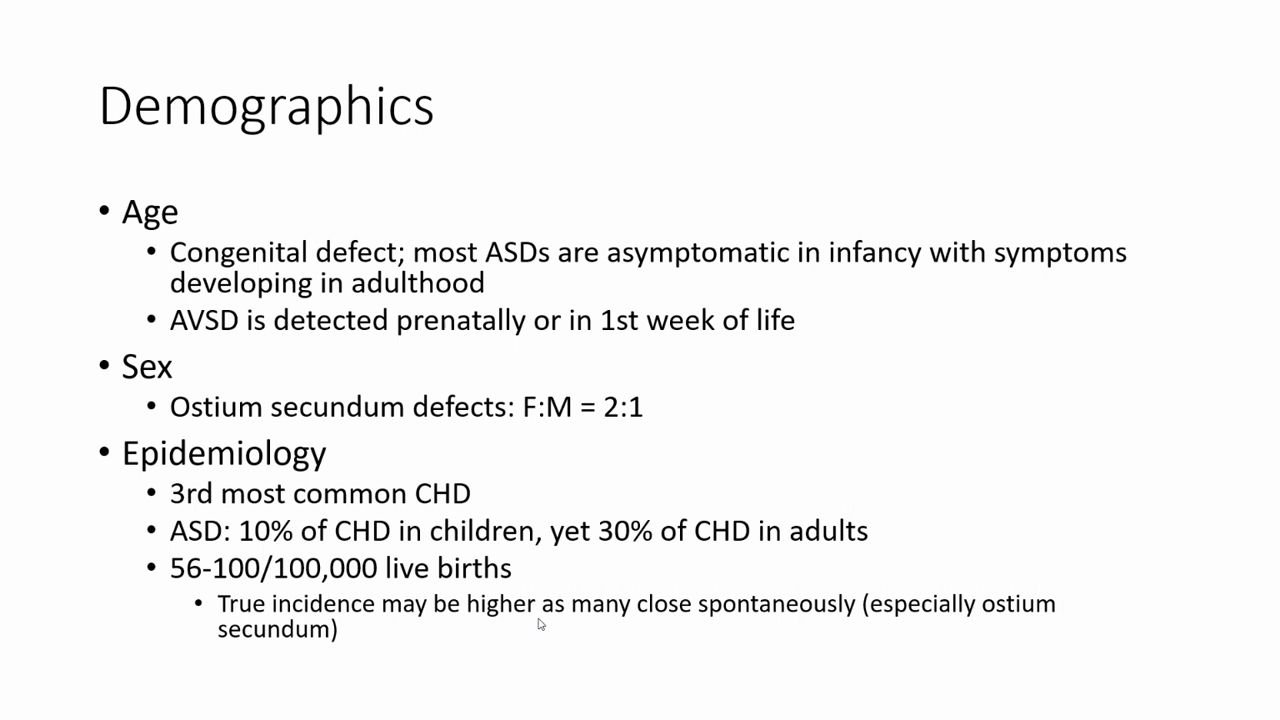 Demographics
• Age
• Congenital defect; most ASDs are asymptomatic in infancy with symptoms
developing in adulthood
• AVSD is detected prenatally or in 1st week of life
• Sex
• Ostium secundum defects: F:M = 2:1
• Epidemiology
• 3rd most common CHD
• ASD: 10% of CHD in children, yet 30% of CHD in adults
• 56-100/100,000 live births
• True incidence may be higher as many close spontaneously (especially ostium
secundum)